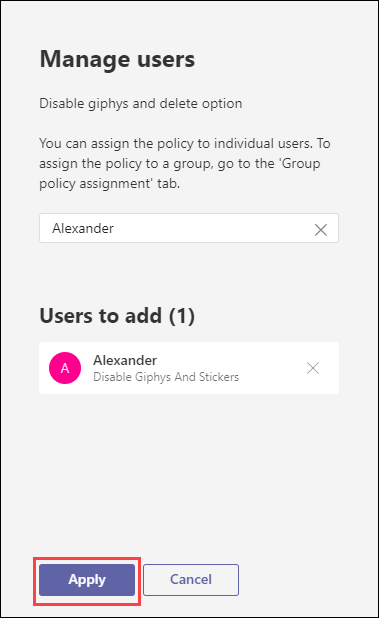 Manage users
Disable giphys and delete option
You can assign the policy to individual users. To
assign the policy to a group, go to the 'Group
policy assignment' tab.
Alexander
Users to add (1)
A
Alexander
Disable Giphys And Stickers
Apply
Cancel